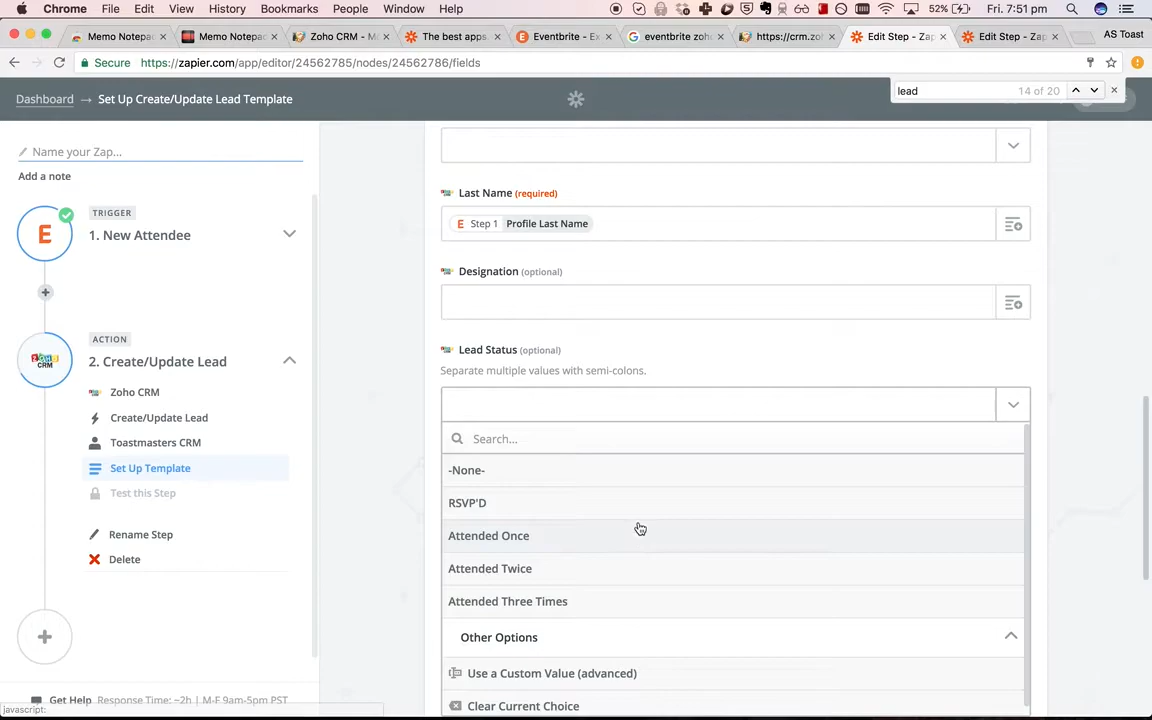 Chrome File Edit View History Bookmarks People Window Help 52% Fri. 7:51 pm
Memo Notepad Memo Notepad Zoho CRM - The best apps. Eventbrite - Ex eventbrite zoho https://crm.zo Edit Step - Zap Edit Step - Zap AS Toast
Secure https://zapier.com/app/editor/24562785/nodes/24562786/fields
lead 14 of 20
Dashboard → Set Up Create/Update Lead Template
Name your Zap...
Add a note
TRIGGER
1. New Attendee
ACTION
2. Create/Update Lead
Zoho CRM
Create/Update Lead
Toastmasters CRM
Set Up Template
Test this Step
Rename Step
Delete
Get Help Response Time: ~2h | M-F 9am-5pm PST
javascript:
Last Name (required)
E Step 1 Profile Last Name
Designation (optional)
Lead Status (optional)
Separate multiple values with semi-colons.
Search...
-None-
RSVP'D
Attended Once
Attended Twice
Attended Three Times
Other Options
Use a Custom Value (advanced)
Clear Current Choice